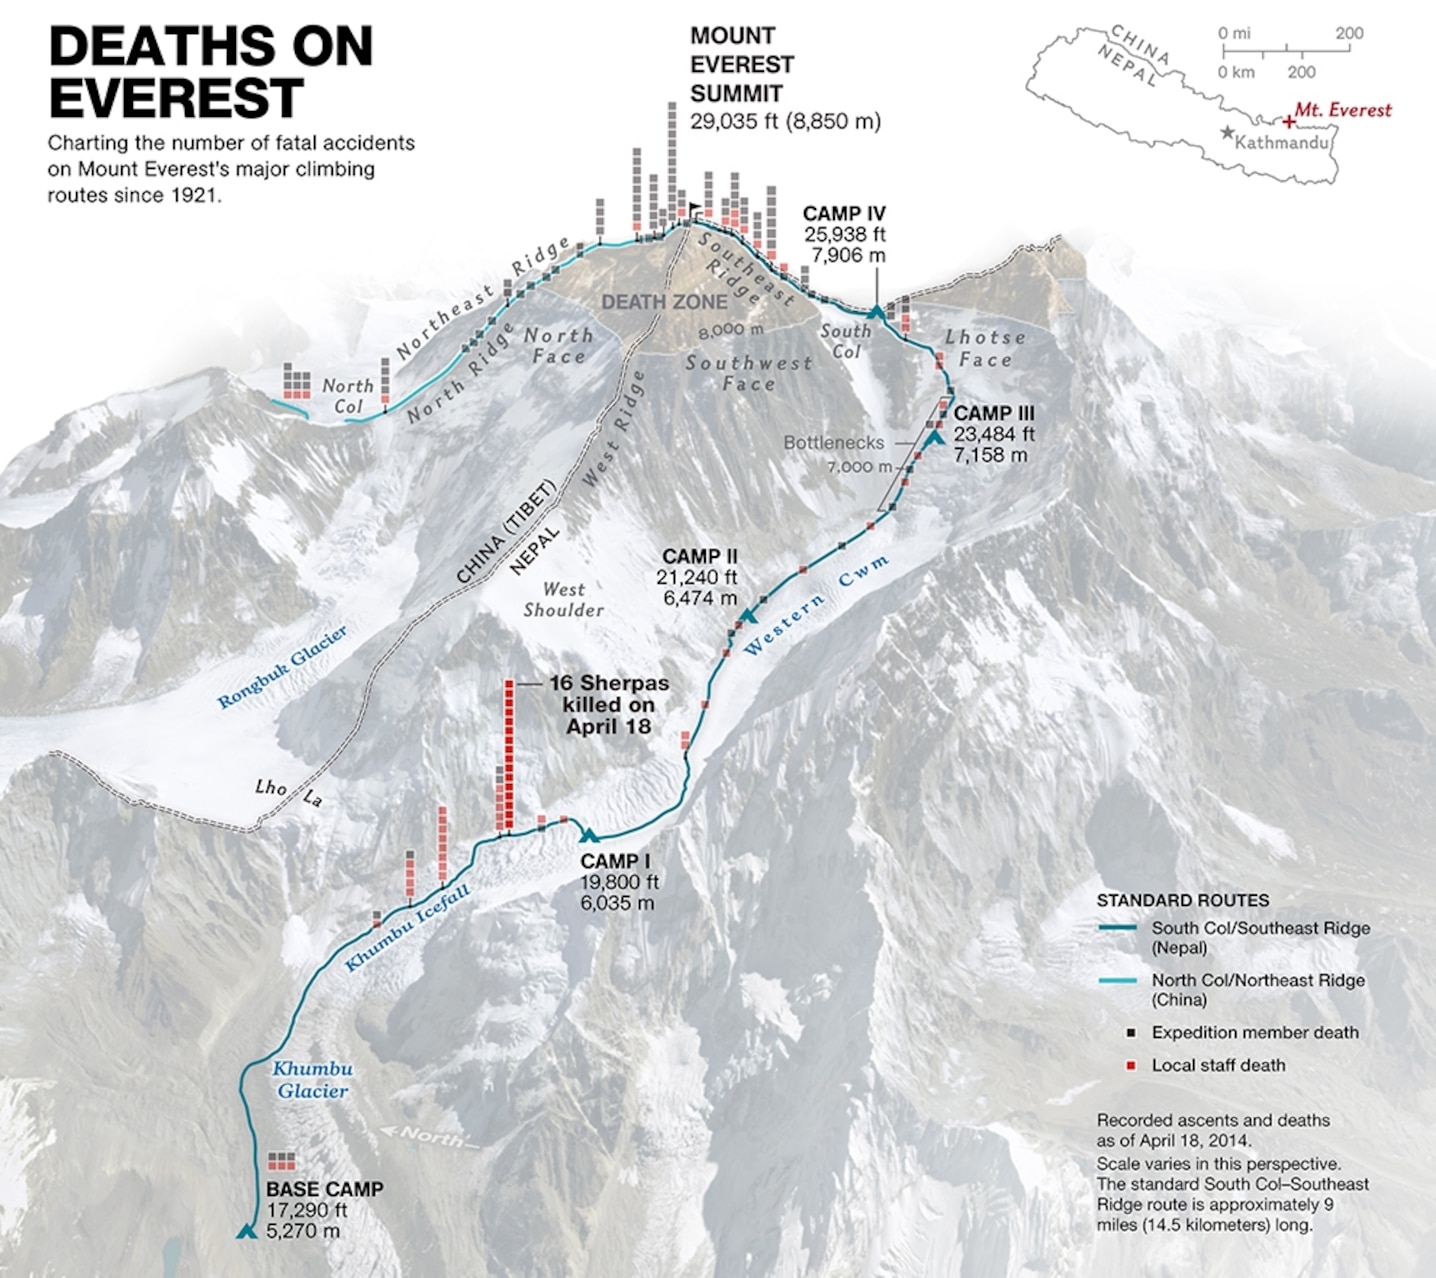 DEATHS ON
EVEREST
Charting the number of fatal accidents
on Mount Everest's major climbing
routes since 1921.
MOUNT
EVEREST
SUMMIT
29,035 ft (8,850 m)
CHINA
NEPAL
0 mi 200
0 km 200
Mt. Everest
Kathmandu
CAMP IV
25,938 ft
7,906 m
Northeast Ridge
Southeast
Ridge
DEATH ZONE
8,000 m
North
Face
North Ridge
Southwest
Face
South
Col
Lhotse
Face
North
Col
West Ridge
CAMP III
23,484 ft
7,158 m
Bottlenecks
7,000 m
CHINA (TIBET)
NEPAL
CAMP II
21,240 ft
6,474 m
Western Cwm
West
Shoulder
Rongbuk Glacier
16 Sherpas
killed on
April 18
Lho La
CAMP I
19,800 ft
6,035 m
Khumbu Icefall
Khumbu
Glacier
North
BASE CAMP
17,290 ft
5,270 m
STANDARD ROUTES
South Col/Southeast Ridge
(Nepal)
North Col/Northeast Ridge
(China)
Expedition member death
Local staff death
Recorded ascents and deaths
as of April 18, 2014.
Scale varies in this perspective.
The standard South Col–Southeast
Ridge route is approximately 9
miles (14.5 kilometers) long.